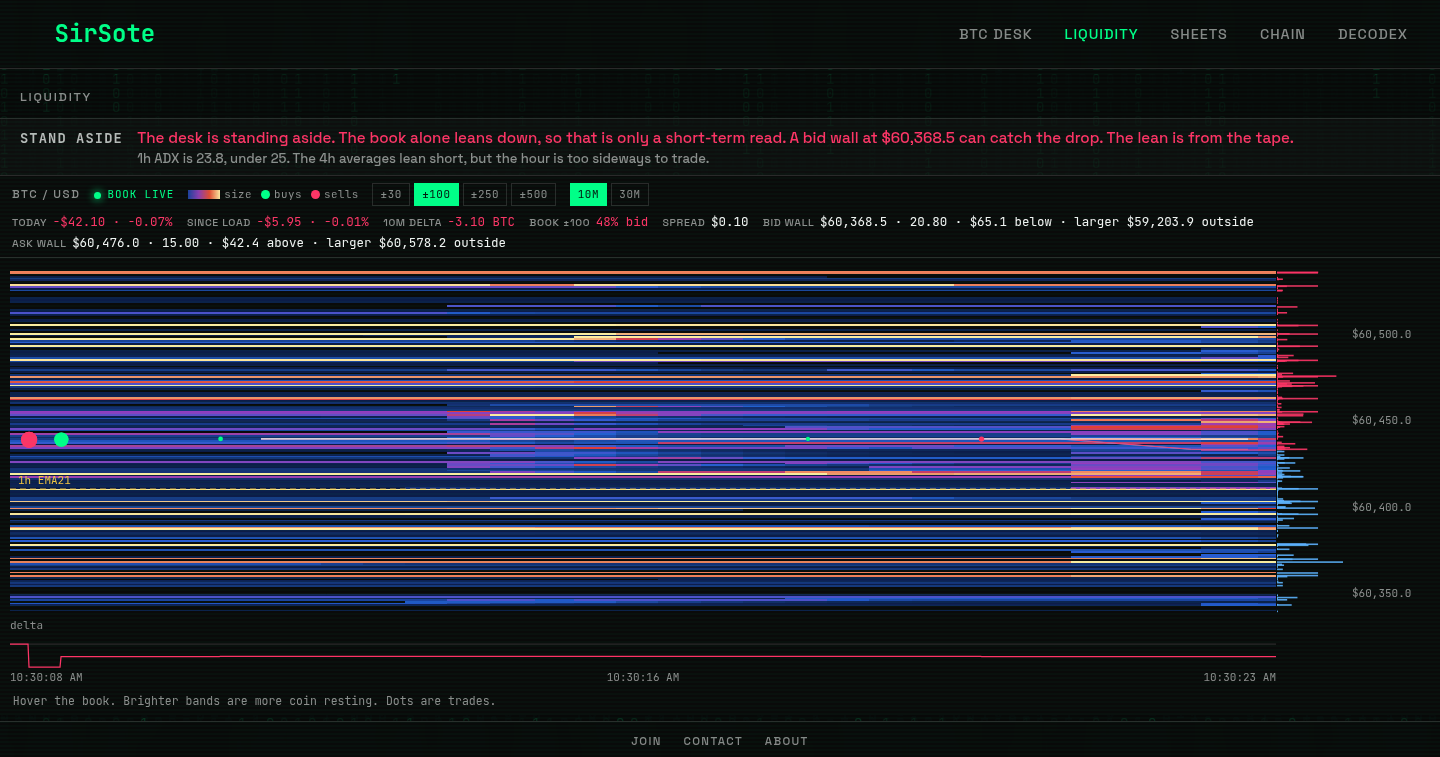 SirSote
BTC DESK LIQUIDITY SHEETS CHAIN DECODEX
LIQUIDITY
STAND ASIDE The desk is standing aside. The book alone leans down, so that is only a short-term read. A bid wall at $60,368.5 can catch the drop. The lean is from the tape.
1h ADX is 23.8, under 25. The 4h averages lean short, but the hour is too sideways to trade.
BTC / USD BOOK LIVE size buys sells ±30 ±100 ±250 ±500 10M 30M
TODAY -$42.10 · -0.07% SINCE LOAD -$5.95 · -0.01% 10M DELTA -3.10 BTC BOOK ±100 48% bid SPREAD $0.10 BID WALL $60,368.5 · 20.80 · $65.1 below · larger $59,203.9 outside
ASK WALL $60,476.0 · 15.00 · $42.4 above · larger $60,578.2 outside
$60,500.0
$60,450.0
1h EMA21
$60,400.0
$60,350.0
delta
10:30:08 AM 10:30:16 AM 10:30:23 AM
Hover the book. Brighter bands are more coin resting. Dots are trades.
JOIN CONTACT ABOUT